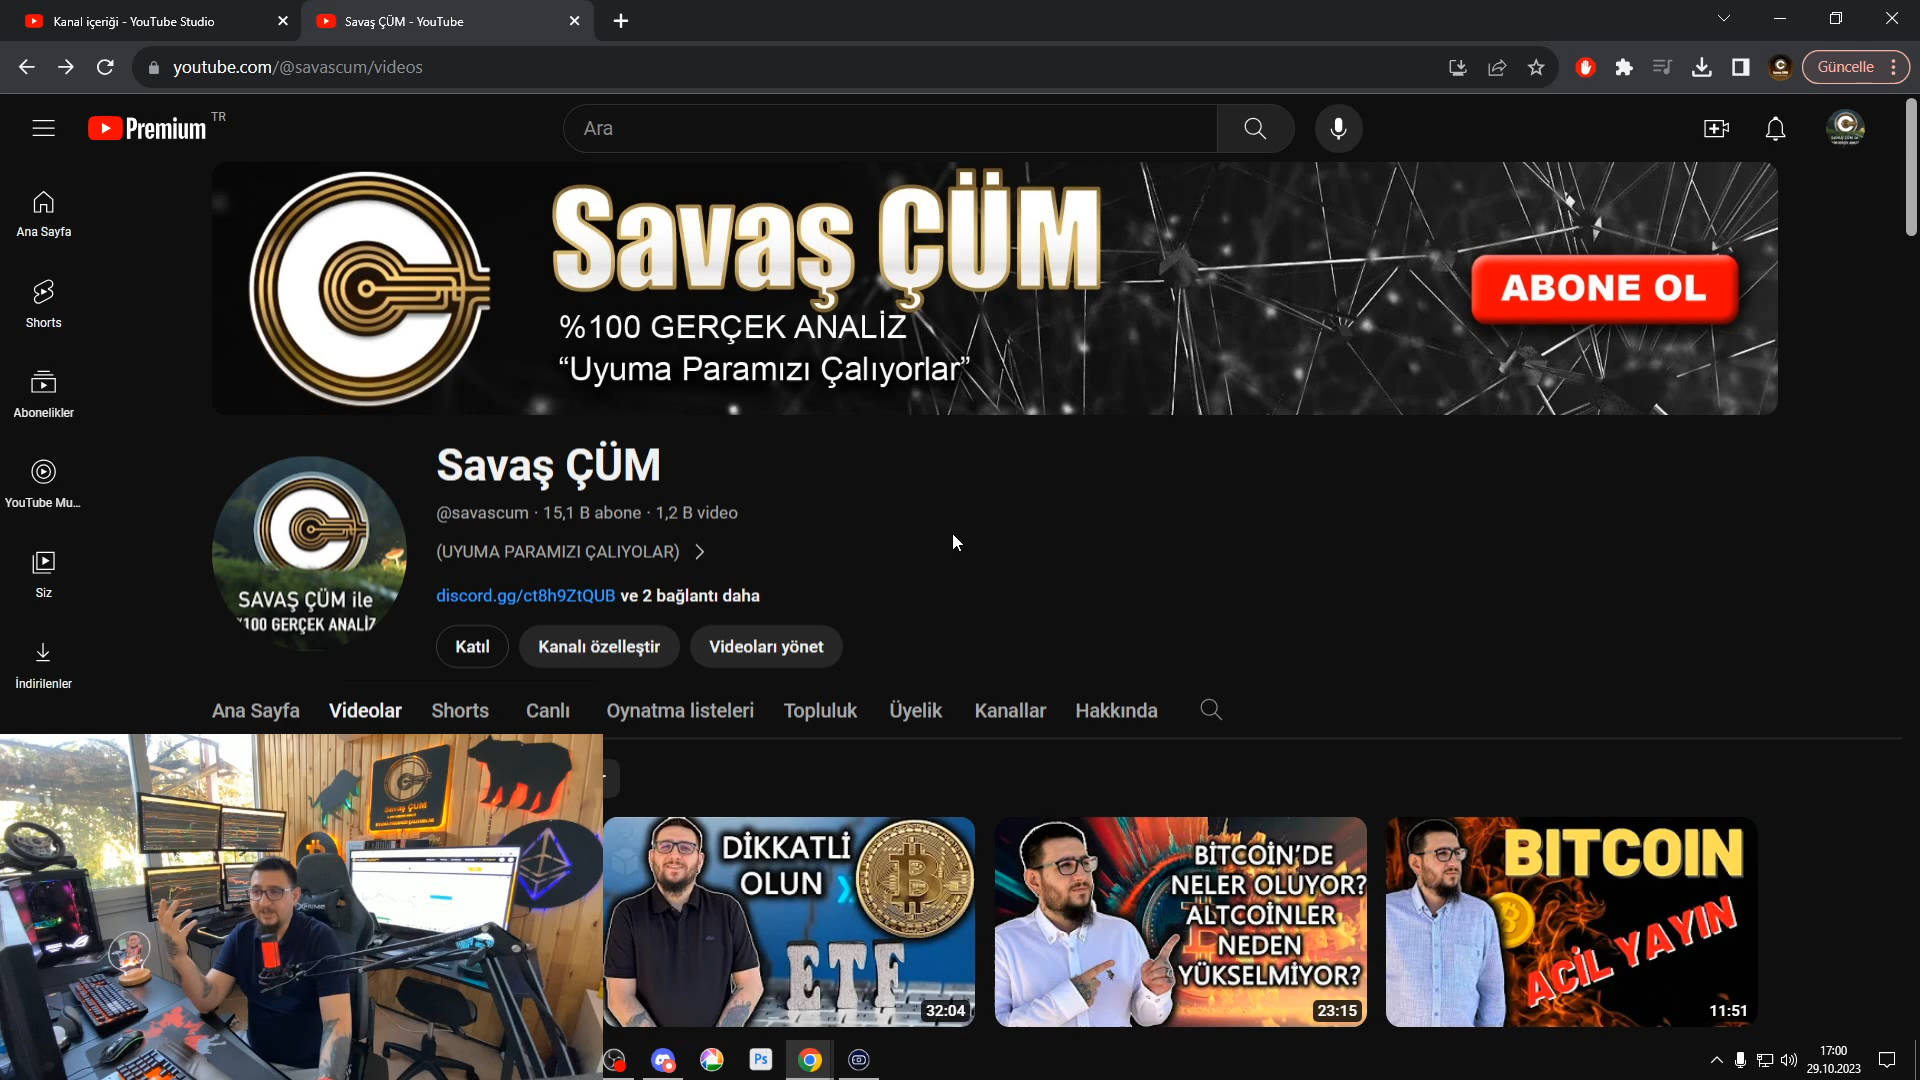 Kanal içeriği - YouTube Studio
Savaş ÇÜM - YouTube
youtube.com/@savascum/videos
Güncelle
Premium TR
Ara
Ana Sayfa
Shorts
Abonelikler
YouTube Mu...
Siz
İndirilenler
Savaş ÇÜM
%100 GERÇEK ANALİZ
“Uyuma Paramızı Çalıyorlar”
ABONE OL
SAVAŞ ÇÜM ile
%100 GERÇEK ANALİZ
Savaş ÇÜM
@savascum · 15,1 B abone · 1,2 B video
(UYUMA PARAMIZI ÇALIYOLAR)
discord.gg/ct8h9ZtQUB ve 2 bağlantı daha
Katıl
Kanalı özelleştir
Videoları yönet
Ana Sayfa
Videolar
Shorts
Canlı
Oynatma listeleri
Topluluk
Üyelik
Kanallar
Hakkında
Savaş ÇÜM
XPRIME
DİKKATLİ
OLUN
ETF
32:04
BİTCOİN'DE
NELER OLUYOR?
ALTCOİNLER
NEDEN
YÜKSELMİYOR?
23:15
BITCOIN
ACİL YAYIN
11:51
Ps
17:00
29.10.2023